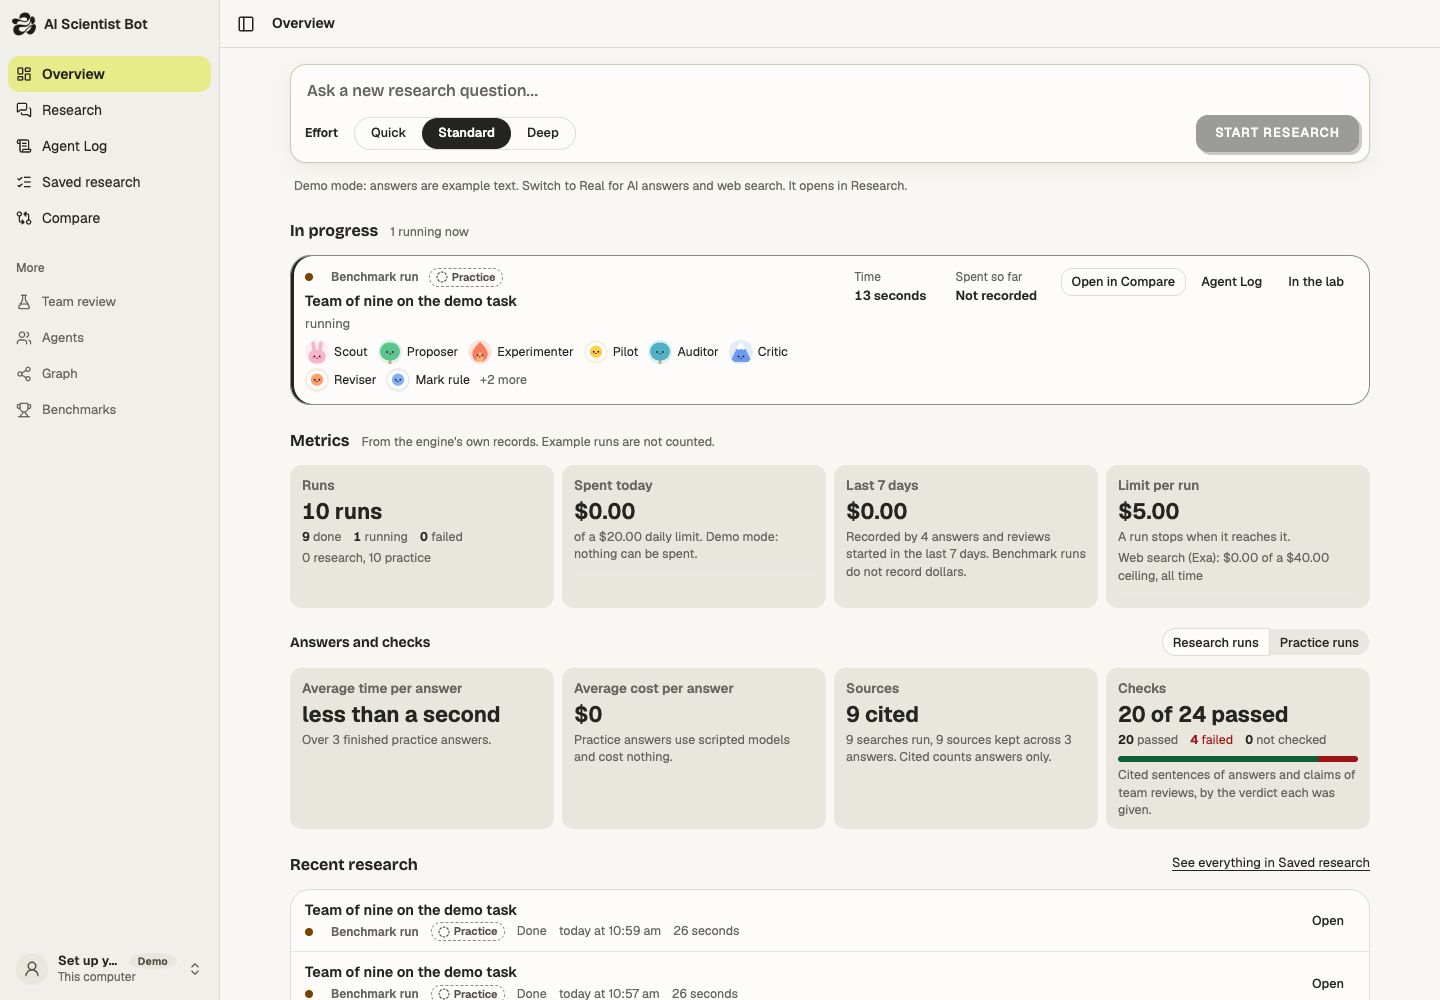 AI Scientist Bot
Overview
Research
Agent Log
Saved research
Compare
More
Team review
Agents
Graph
Benchmarks
Set up y... Demo
This computer
Overview
Ask a new research question...
Effort Quick Standard Deep START RESEARCH
Demo mode: answers are example text. Switch to Real for AI answers and web search. It opens in Research.
In progress 1 running now
Benchmark run Practice
Team of nine on the demo task
running
Scout Proposer Experimenter Pilot Auditor Critic
Reviser Mark rule +2 more
Time Spent so far
13 seconds Not recorded
Open in Compare Agent Log In the lab
Metrics From the engine's own records. Example runs are not counted.
Runs
10 runs
9 done 1 running 0 failed
0 research, 10 practice
Spent today
$0.00
of a $20.00 daily limit. Demo mode:
nothing can be spent.
Last 7 days
$0.00
Recorded by 4 answers and reviews
started in the last 7 days. Benchmark runs
do not record dollars.
Limit per run
$5.00
A run stops when it reaches it.
Web search (Exa): $0.00 of a $40.00
ceiling, all time
Answers and checks Research runs Practice runs
Average time per answer
less than a second
Over 3 finished practice answers.
Average cost per answer
$0
Practice answers use scripted models
and cost nothing.
Sources
9 cited
9 searches run, 9 sources kept across 3
answers. Cited counts answers only.
Checks
20 of 24 passed
20 passed 4 failed 0 not checked
Cited sentences of answers and claims of
team reviews, by the verdict each was
given.
Recent research See everything in Saved research
Team of nine on the demo task
Benchmark run Practice Done today at 10:59 am 26 seconds Open
Team of nine on the demo task
Benchmark run Practice Done today at 10:57 am 26 seconds Open